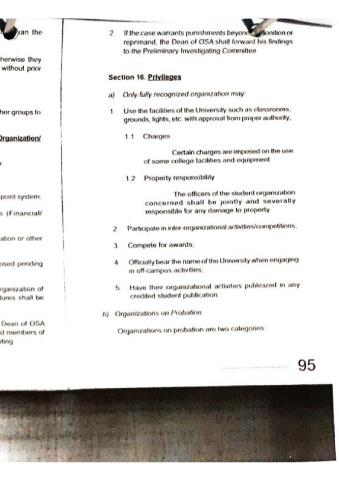 an the
herwise they
without prior
her groups to
Organization/
point system,
s (Financial/
ation or other
ised pending
rganization of
tures shall be
Dean of OSA
d members of
ting
2. If the case warrants punishments beyond admonition or
reprimand, the Dean of OSA shall forward his findings
to the Preliminary Investigating Committee
Section 16. Privileges
a) Only fully recognized organization may
1. Use the facilities of the University such as classrooms,
grounds, lights, etc. with approval from proper authority,
1.1 Charges
Certain charges are imposed on the use
of some college facilities and equipment
1.2 Property responsibility
The officers of the student organization
concerned shall be jointly and severally
responsible for any damage to property
2 Participate in inter-organizational activities/competitions,
3 Compete for awards,
4 Officially bear the name of the University when engaging
in off-campus activities,
5. Have their organizational activities publicized in any
credited student publication
b) Organizations on Probation
Organizations on probation are two categories
95